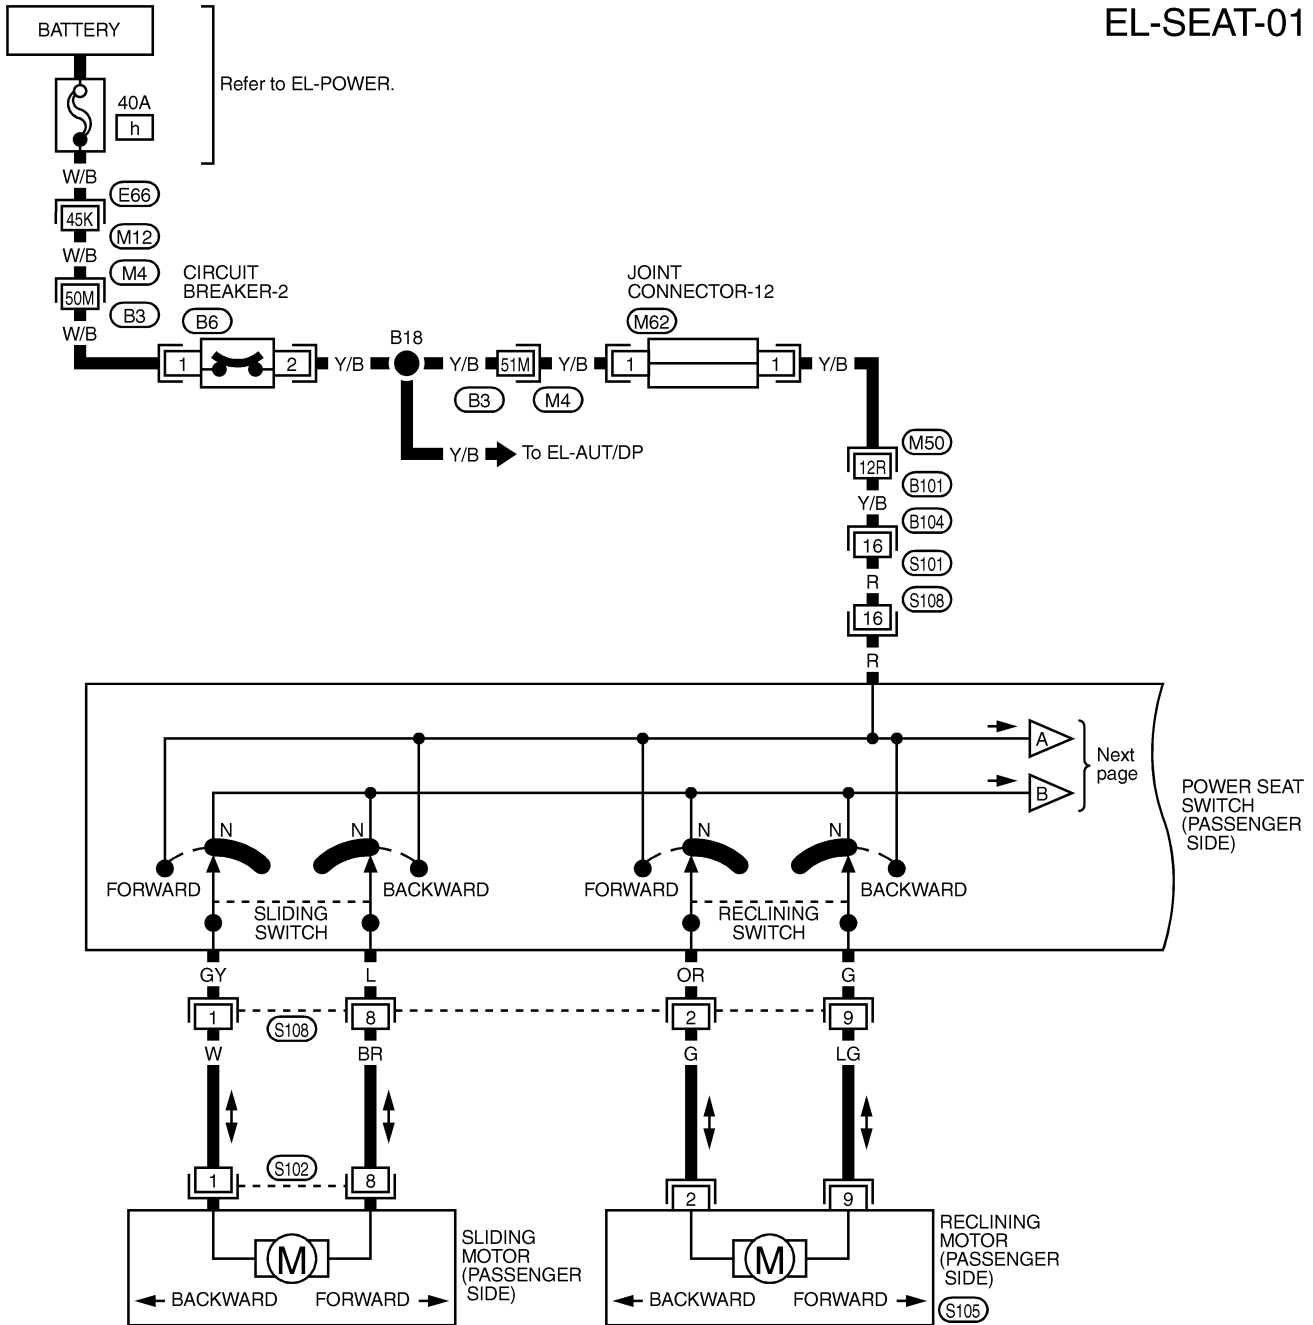 EL-SEAT-01
BATTERY
Refer to EL-POWER.
40A
h
W/B
E66
45K
M12
W/B
M4
50M
B3
W/B
CIRCUIT
BREAKER-2
B6
1
2
Y/B
B18
Y/B
51M
Y/B
B3
M4
JOINT
CONNECTOR-12
M62
1
1
Y/B
Y/B
To EL-AUT/DP
M50
12R
B101
Y/B
B104
16
S101
R
S108
16
R
A
B
Next
page
POWER SEAT
SWITCH
(PASSENGER
SIDE)
N
N
N
N
FORWARD
BACKWARD
FORWARD
BACKWARD
SLIDING
SWITCH
RECLINING
SWITCH
GY
L
OR
G
1
8
2
9
S108
W
BR
G
LG
S102
1
8
2
9
M
M
SLIDING
MOTOR
(PASSENGER
SIDE)
RECLINING
MOTOR
(PASSENGER
SIDE)
S105
BACKWARD
FORWARD
BACKWARD
FORWARD